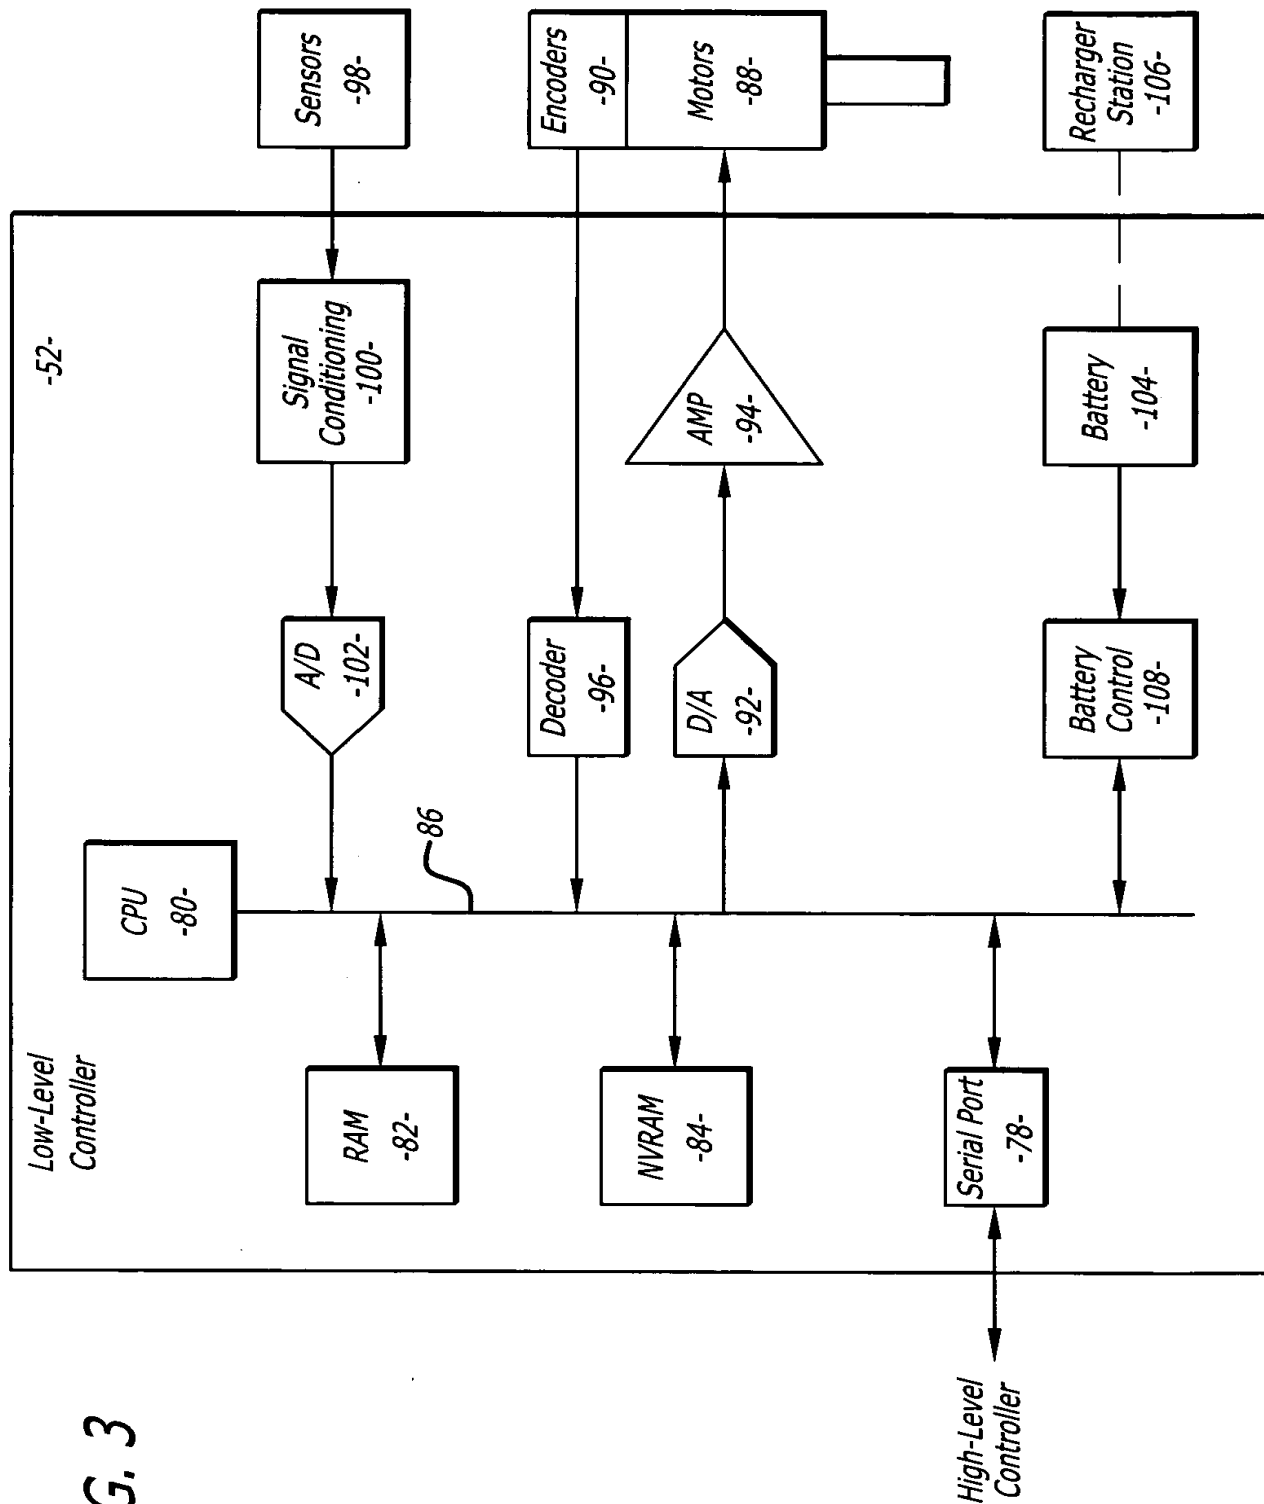 Low-Level
Controller
-52-
CPU
-80-
RAM
-82-
A/D
-102-
Signal
Conditioning
-100-
Sensors
-98-
86
Decoder
-96-
Encoders
-90-
NVRAM
-84-
D/A
-92-
AMP
-94-
Motors
-88-
High-Level
Controller
Serial Port
-78-
Battery
Control
-108-
Battery
-104-
Recharger
Station
-106-
G. 3